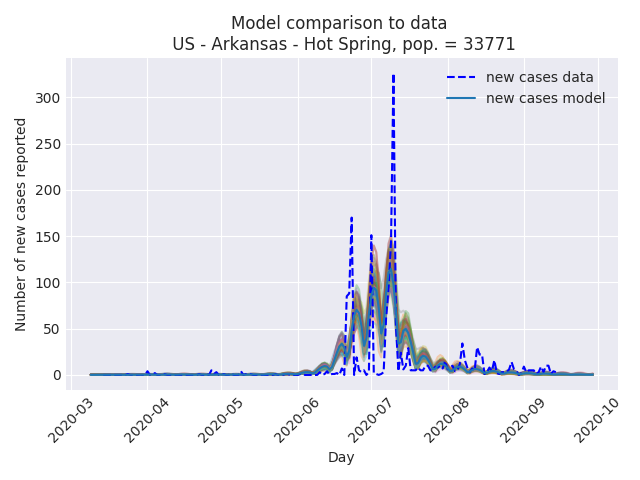 Model comparison to data
US - Arkansas - Hot Spring, pop. = 33771
new cases data
new cases model
Number of new cases reported
300
250
200
150
100
50
0
2020-03
2020-04
2020-05
2020-06
2020-07
2020-08
2020-09
2020-10
Day